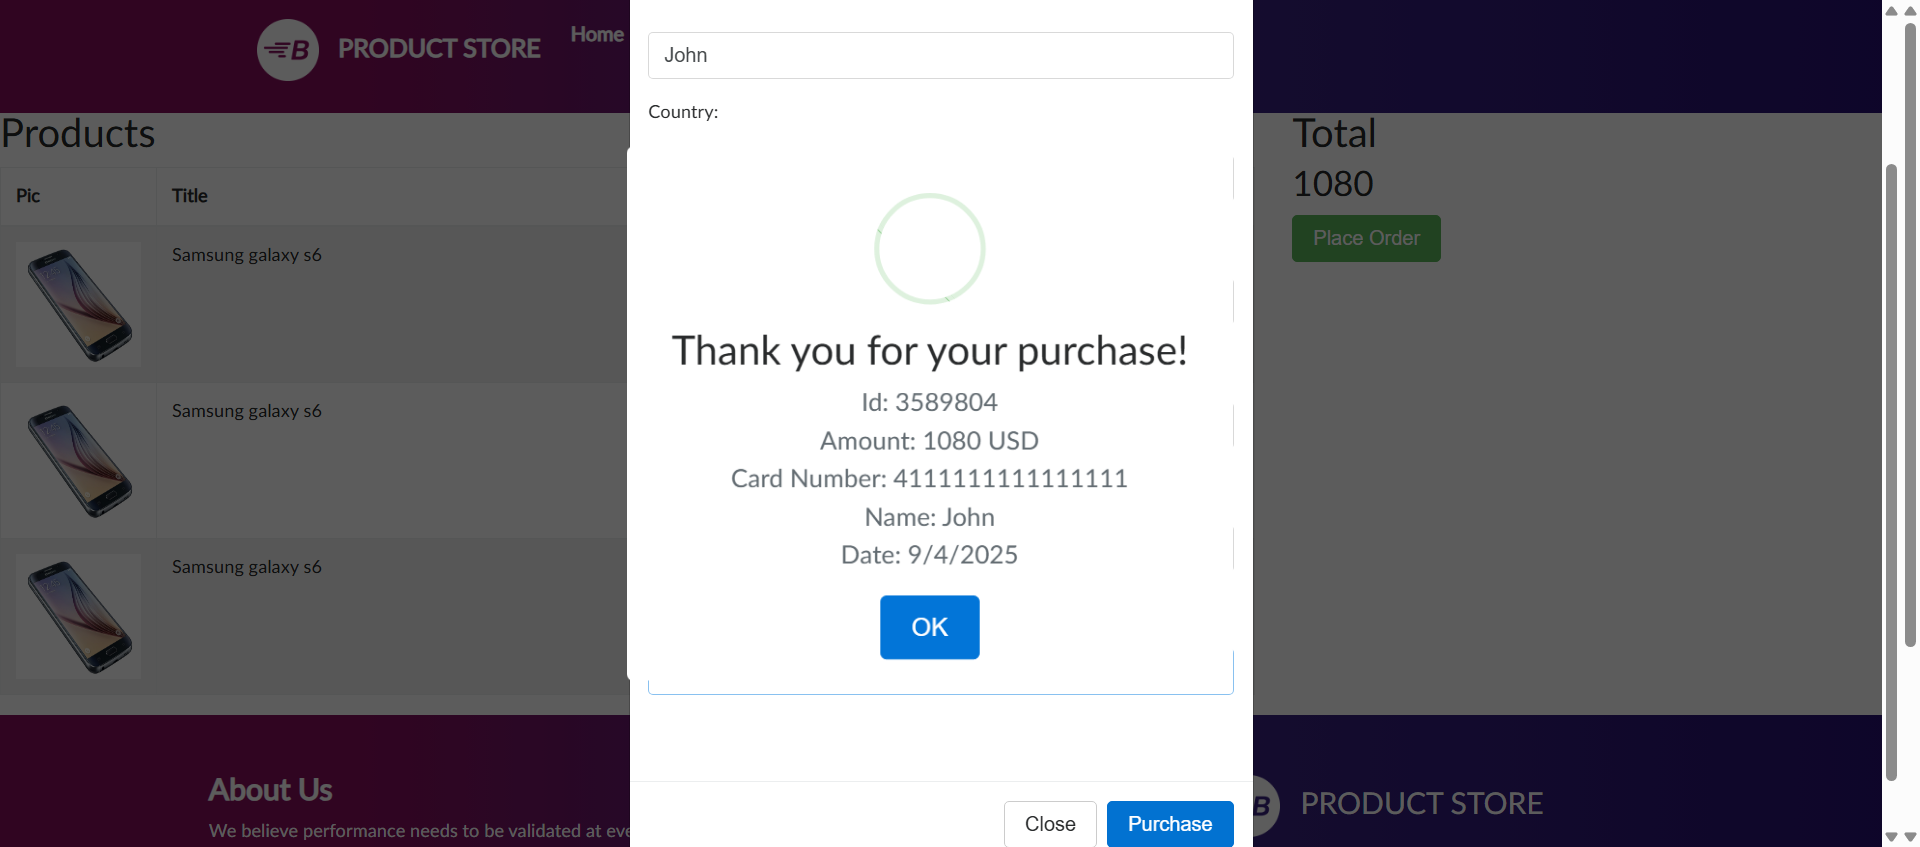 B
PRODUCT STORE
Home
John
Country:
Products
Total
1080
Place Order
Pic
Title
Samsung galaxy s6
Samsung galaxy s6
Samsung galaxy s6
Thank you for your purchase!
Id: 3589804
Amount: 1080 USD
Card Number: 4111111111111111
Name: John
Date: 9/4/2025
OK
About Us
We believe performance needs to be validated at eve
B
PRODUCT STORE
Close
Purchase